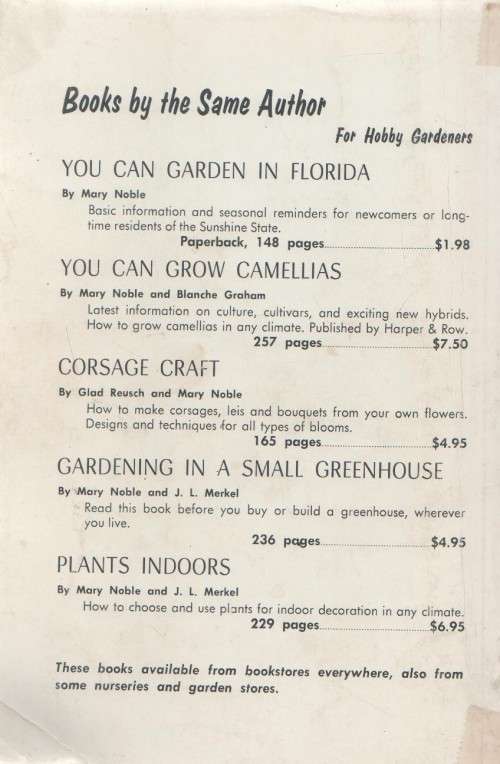 Books by the Same Author
For Hobby Gardeners
YOU CAN GARDEN IN FLORIDA
By Mary Noble
Basic information and seasonal reminders for newcomers or long-
time residents of the Sunshine State.
Paperback, 148 pages..............................$1.98
YOU CAN GROW CAMELLIAS
By Mary Noble and Blanche Graham
Latest information on culture, cultivars, and exciting new hybrids.
How to grow camellias in any climate. Published by Harper & Row.
257 pages..............................$7.50
CORSAGE CRAFT
By Glad Reusch and Mary Noble
How to make corsages, leis and bouquets from your own flowers.
Designs and techniques for all types of blooms.
165 pages..............................$4.95
GARDENING IN A SMALL GREENHOUSE
By Mary Noble and J. L. Merkel
Read this book before you buy or build a greenhouse, wherever
you live.
236 pages..............................$4.95
PLANTS INDOORS
By Mary Noble and J. L. Merkel
How to choose and use plants for indoor decoration in any climate.
229 pages..............................$6.95
These books available from bookstores everywhere, also from
some nurseries and garden stores.